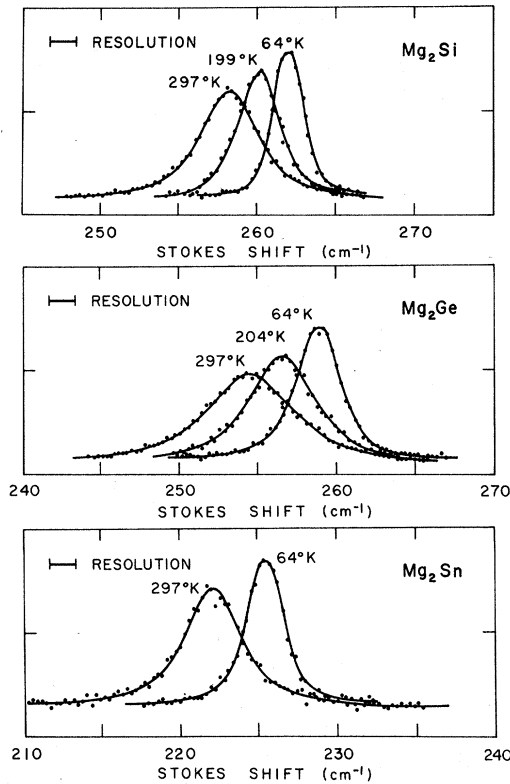 RESOLUTION
Mg₂Si
64°K
199°K
297°K
250 260 270
STOKES SHIFT (cm⁻¹)
RESOLUTION
Mg₂Ge
64°K
204°K
297°K
240 250 260 270
STOKES SHIFT (cm⁻¹)
RESOLUTION
Mg₂Sn
64°K
297°K
210 220 230 240
STOKES SHIFT (cm⁻¹)